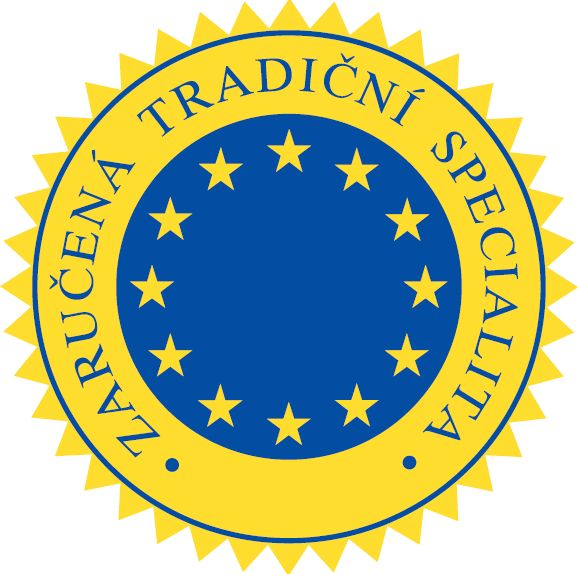 • ZARUČENÁ TRADIČNÍ SPECIALITA •